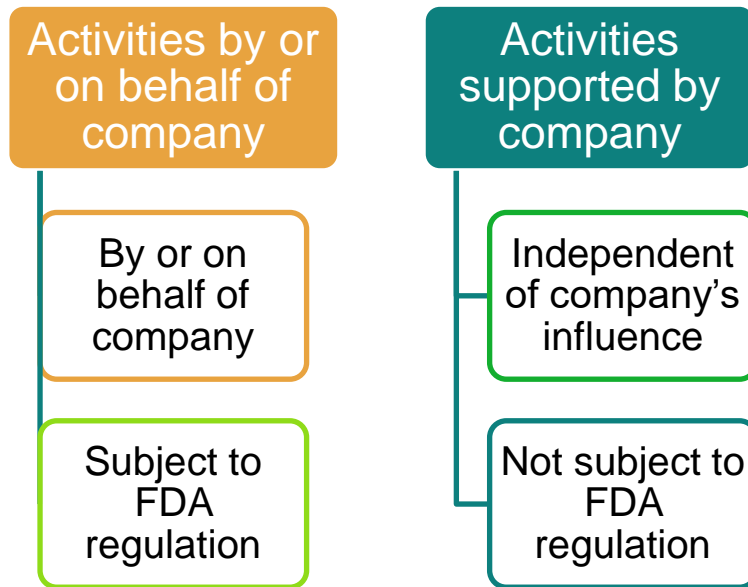 Activities by or
on behalf of
company
By or on
behalf of
company
Subject to
FDA
regulation
Activities
supported by
company
Independent
of company’s
influence
Not subject to
FDA
regulation